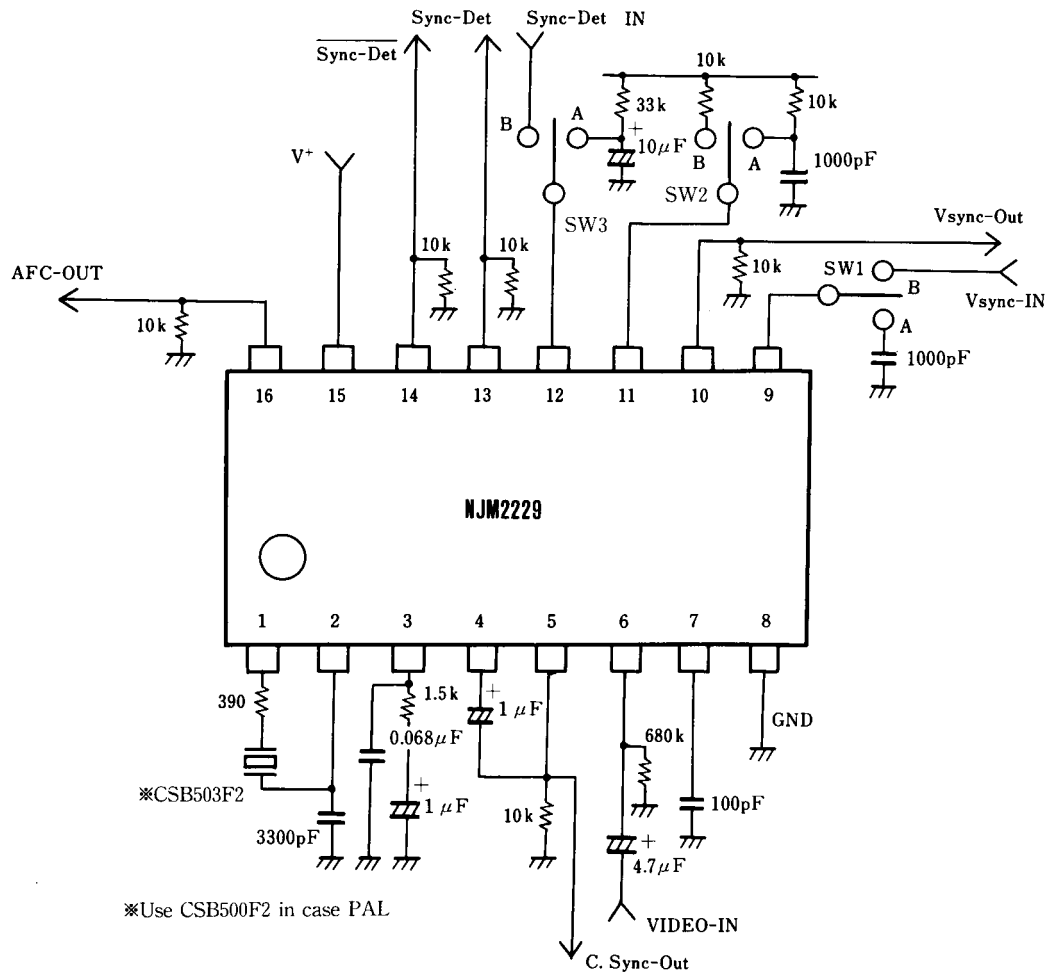 Sync-Det
Sync-Det IN
Sync-Det
10k
33k
10k
B
A
+
10μF
B
A
1000pF
V+
SW2
SW3
Vsync-Out
10k
10k
10k
SW1
B
Vsync-IN
AFC-OUT
10k
A
1000pF
16
15
14
13
12
11
10
9
NJM2229
1
2
3
4
5
6
7
8
390
1.5k
+
1μF
GND
0.068μF
680k
※CSB503F2
+
1μF
10k
100pF
3300pF
+
4.7μF
※Use CSB500F2 in case PAL
VIDEO-IN
C. Sync-Out